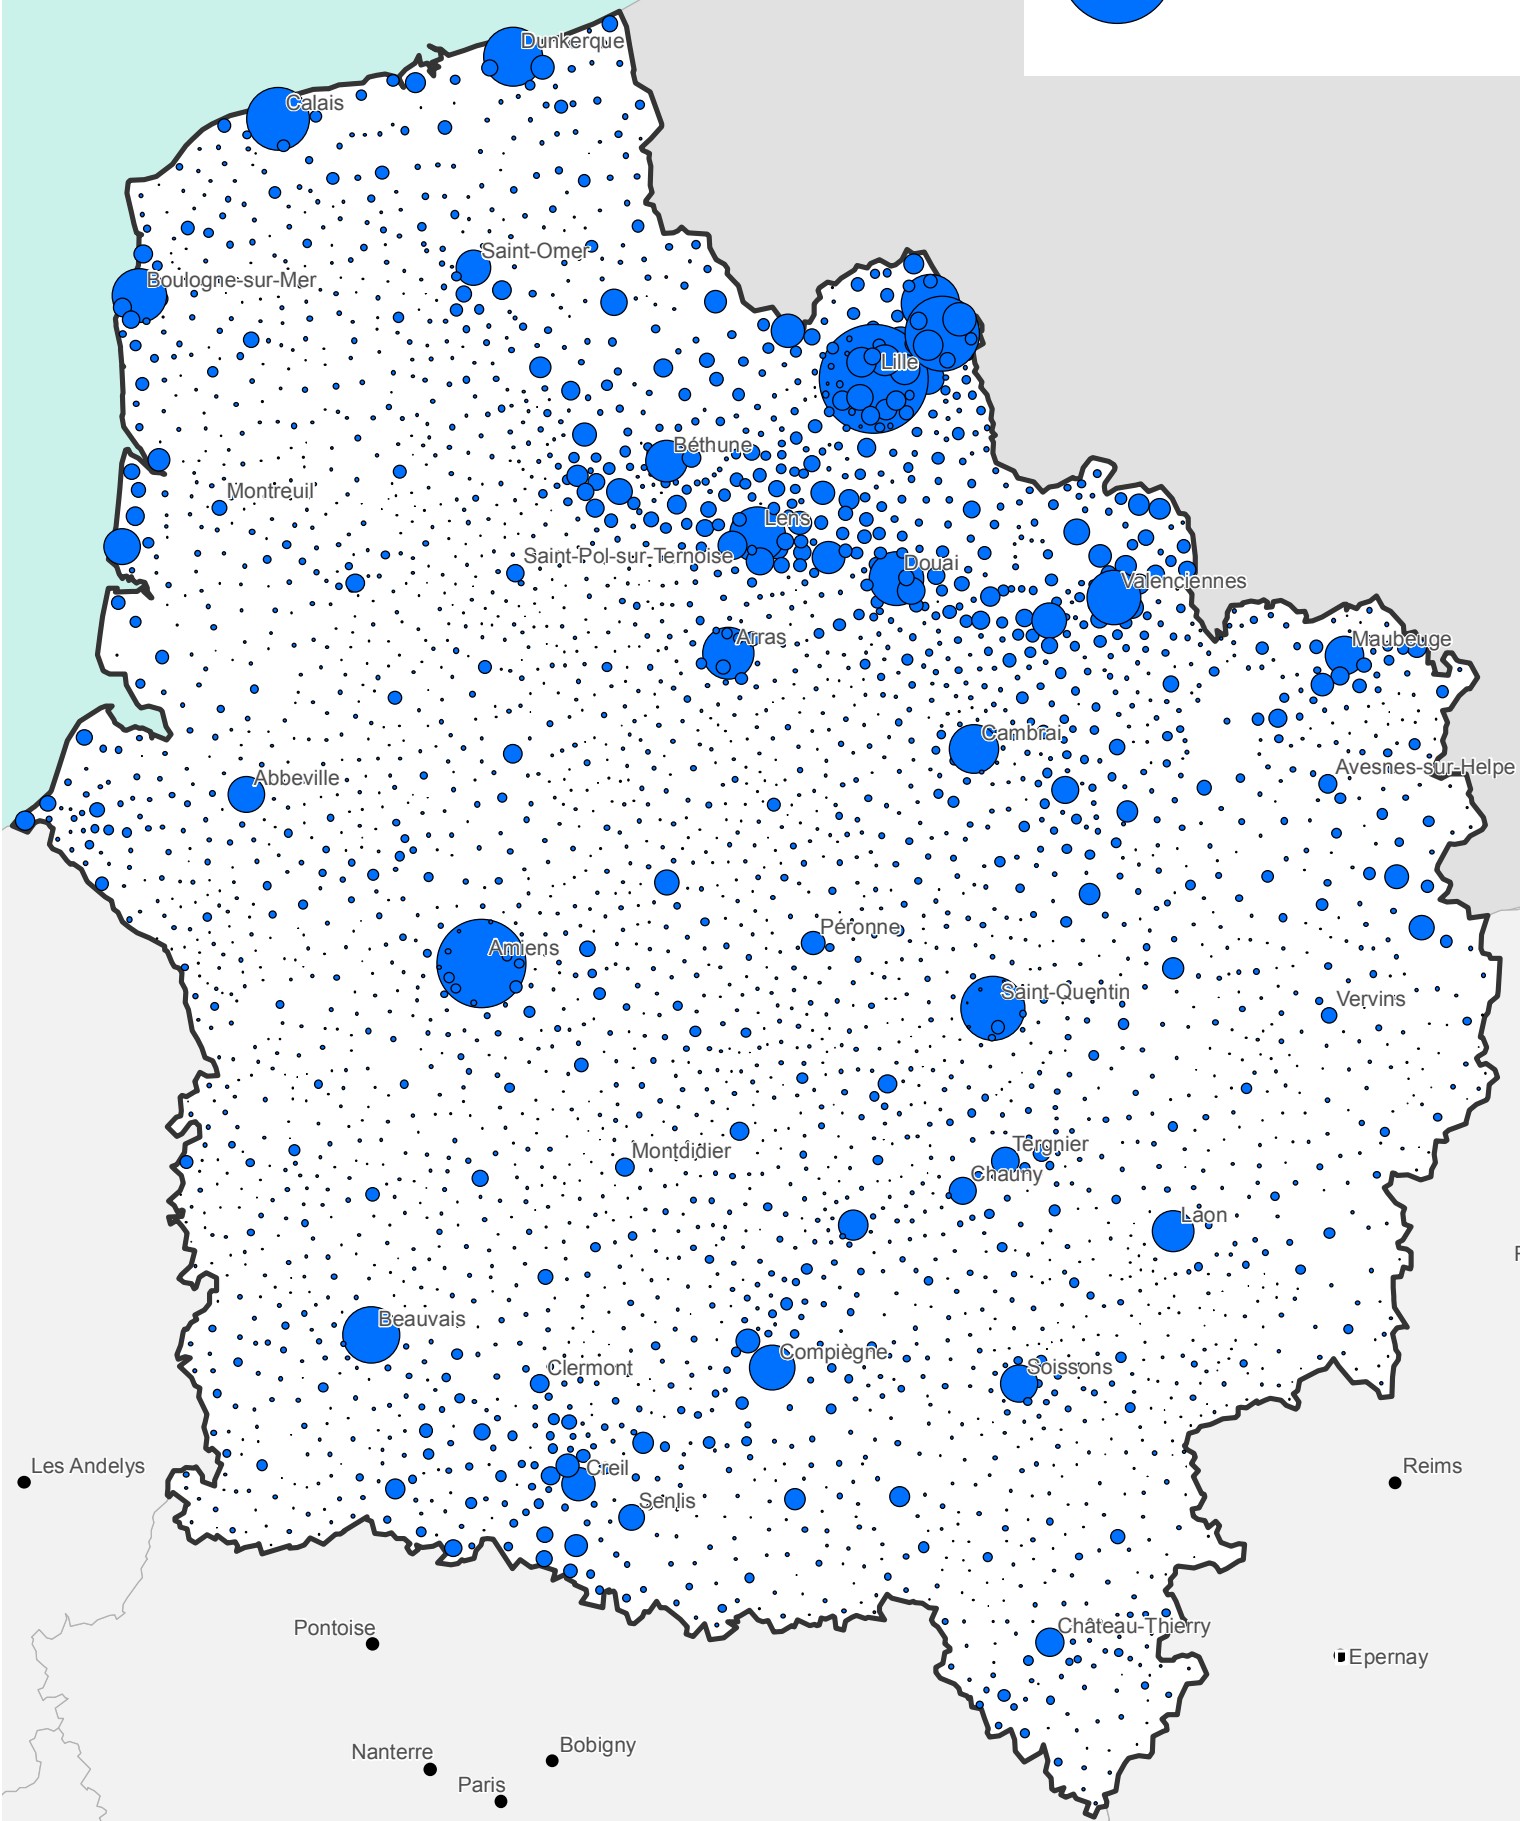 Dunkerque
Calais
Saint-Omer
Boulogne-sur-Mer
Lille
Béthune
Montreuil
Lens
Saint-Pol-sur-Ternoise
Douai
Valenciennes
Arras
Maubeuge
Cambrai
Avesnes-sur-Helpe
Abbeville
Péronne
Amiens
Saint-Quentin
Vervins
Tergnier
Montdidier
Chauny
Laon
Beauvais
Compiègne
Clermont
Soissons
Les Andelys
Creil
Reims
Senlis
Pontoise
Château-Thierry
Epernay
Nanterre
Bobigny
Paris